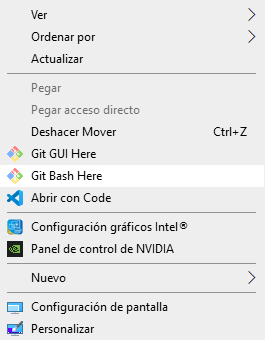 Ver
Ordenar por
Actualizar
Pegar
Pegar acceso directo
Deshacer Mover Ctrl+Z
Git GUI Here
Git Bash Here
Abrir con Code
Configuración gráficos Intel®
Panel de control de NVIDIA
Nuevo
Configuración de pantalla
Personalizar